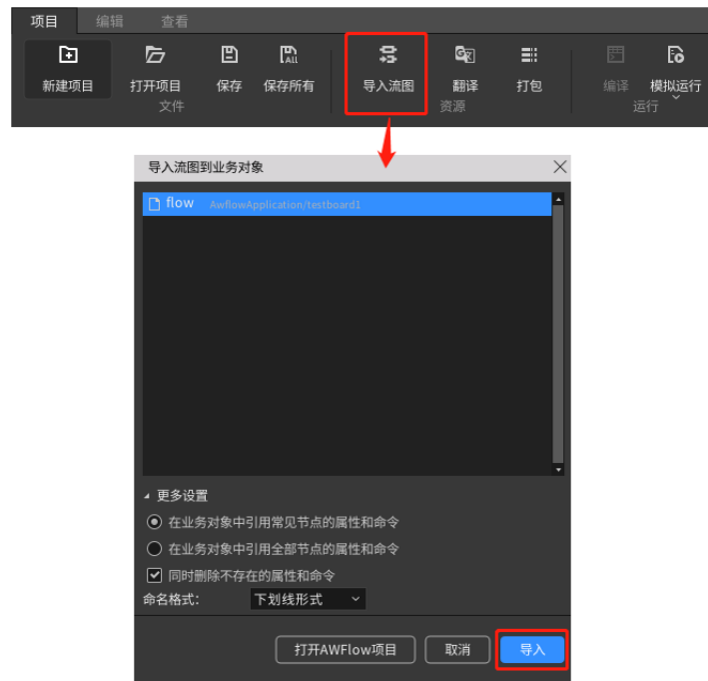 项目 编辑 查看
ALL
新建项目 打开项目 保存 保存所有 导入流图 翻译 打包 编译 模拟运行
文件 资源 运行
导入流图到业务对象
flow AwflowApplication/testboard1
更多设置
在业务对象中引用常见节点的属性和命令
在业务对象中引用全部节点的属性和命令
同时删除不存在的属性和命令
命名格式: 下划线形式
打开AWFlow项目 取消 导入